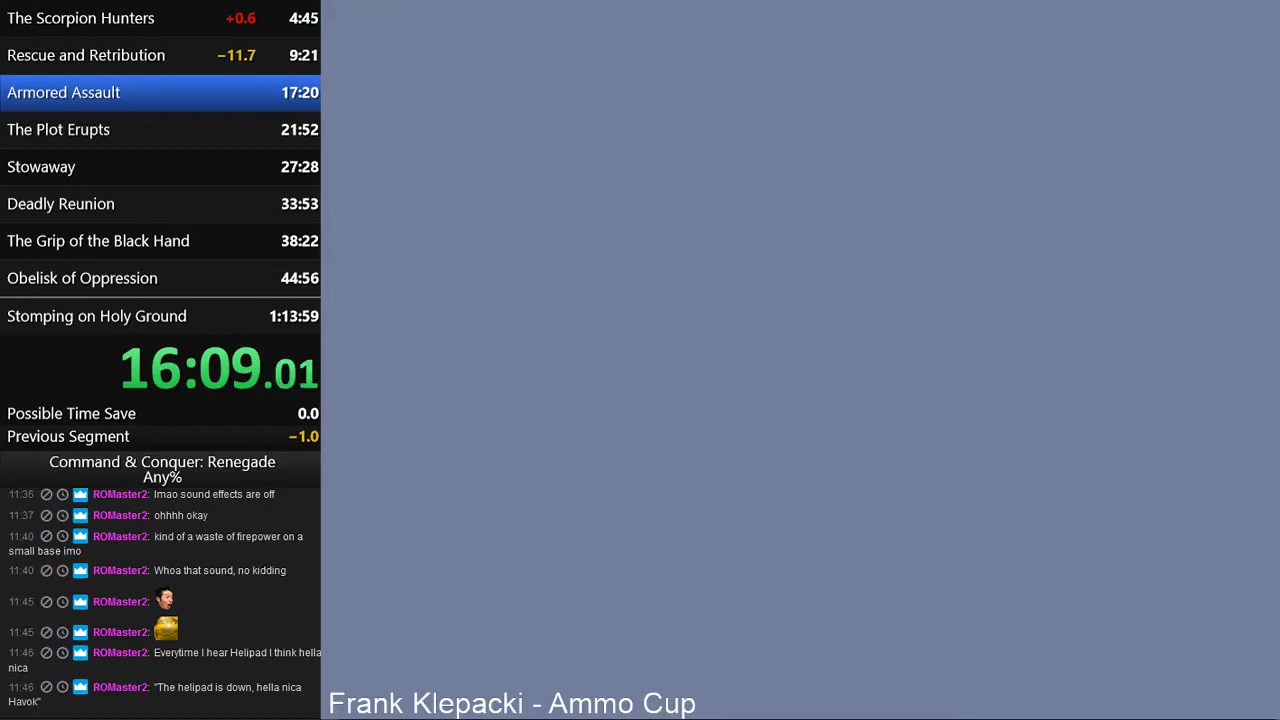 The Scorpion Hunters +0.6 4:45
Rescue and Retribution −11.7 9:21
Armored Assault 17:20
The Plot Erupts 21:52
Stowaway 27:28
Deadly Reunion 33:53
The Grip of the Black Hand 38:22
Obelisk of Oppression 44:56
Stomping on Holy Ground 1:13:59
16:09.01
Possible Time Save 0.0
Previous Segment −1.0
Command & Conquer: Renegade
Any%
11:36 ROMaster2: lmao sound effects are off
11:37 ROMaster2: ohhhh okay
11:40 ROMaster2: kind of a waste of firepower on a
small base imo
11:40 ROMaster2: Whoa that sound, no kidding
11:45 ROMaster2:
11:45 ROMaster2:
11:46 ROMaster2: Everytime I hear Helipad I think hella
nica
11:46 ROMaster2: "The helipad is down, hella nica
Havok"
Frank Klepacki - Ammo Cup